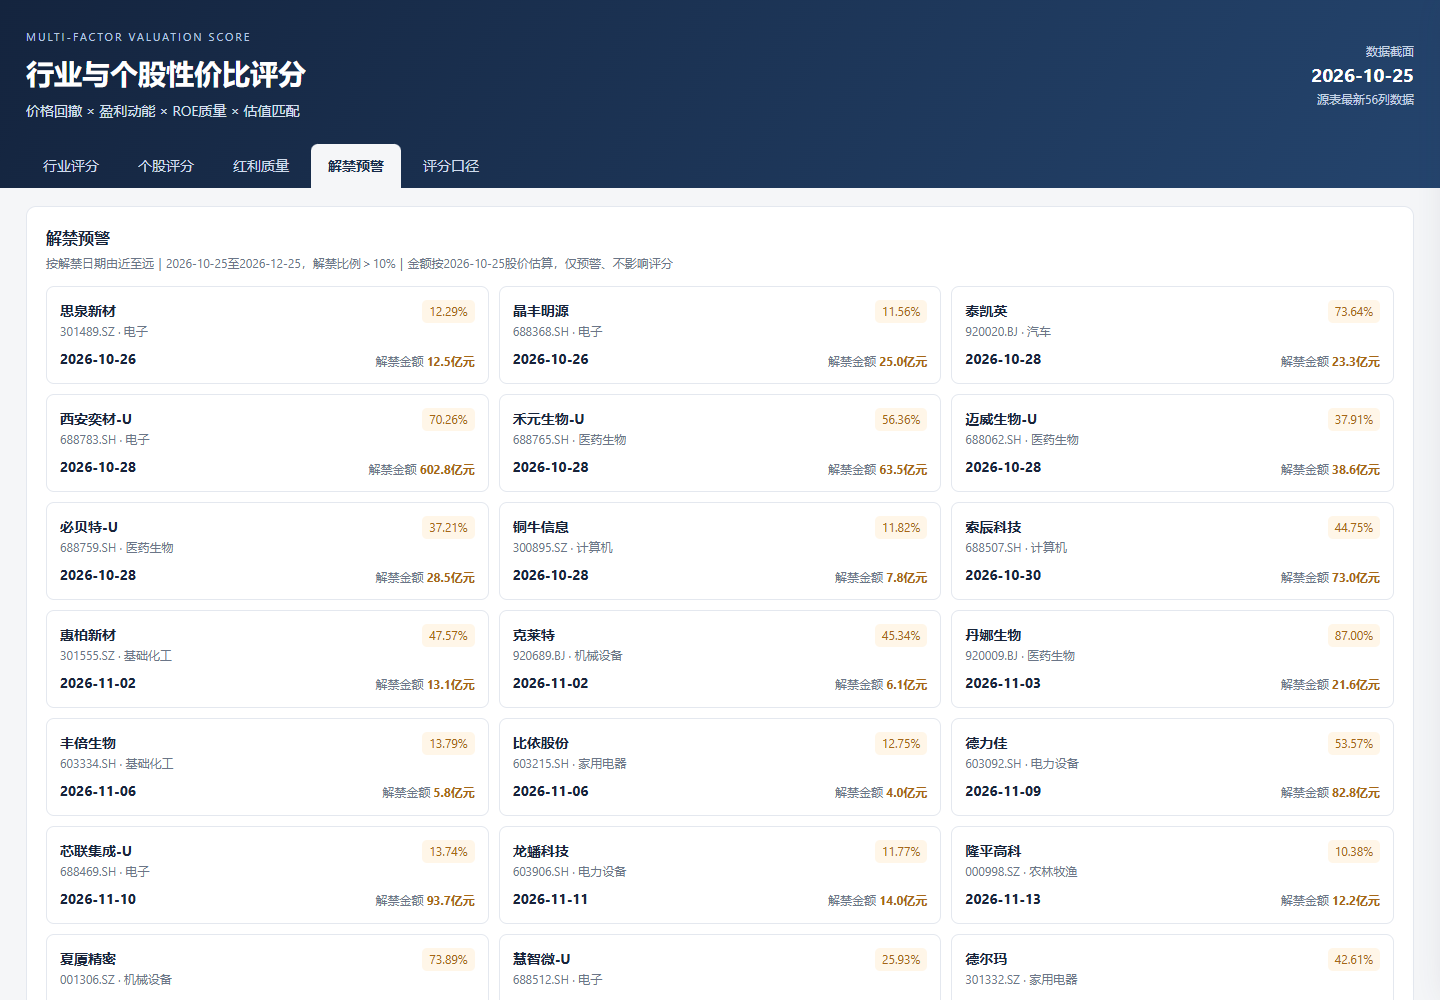 MULTI-FACTOR VALUATION SCORE
行业与个股性价比评分
价格回撤 × 盈利动能 × ROE质量 × 估值匹配
数据截面
2026-10-25
源表最新56列数据
行业评分 个股评分 红利质量 解禁预警 评分口径
解禁预警
按解禁日期由近至远 | 2026-10-25至2026-12-25，解禁比例 > 10% | 金额按2026-10-25股价估算，仅预警、不影响评分
思泉新材 12.29%
301489.SZ · 电子
2026-10-26 解禁金额 12.5亿元
晶丰明源 11.56%
688368.SH · 电子
2026-10-26 解禁金额 25.0亿元
泰凯英 73.64%
920020.BJ · 汽车
2026-10-28 解禁金额 23.3亿元
西安奕材-U 70.26%
688783.SH · 电子
2026-10-28 解禁金额 602.8亿元
禾元生物-U 56.36%
688765.SH · 医药生物
2026-10-28 解禁金额 63.5亿元
迈威生物-U 37.91%
688062.SH · 医药生物
2026-10-28 解禁金额 38.6亿元
必贝特-U 37.21%
688759.SH · 医药生物
2026-10-28 解禁金额 28.5亿元
铜牛信息 11.82%
300895.SZ · 计算机
2026-10-28 解禁金额 7.8亿元
索辰科技 44.75%
688507.SH · 计算机
2026-10-30 解禁金额 73.0亿元
惠柏新材 47.57%
301555.SZ · 基础化工
2026-11-02 解禁金额 13.1亿元
克莱特 45.34%
920689.BJ · 机械设备
2026-11-02 解禁金额 6.1亿元
丹娜生物 87.00%
920009.BJ · 医药生物
2026-11-03 解禁金额 21.6亿元
丰倍生物 13.79%
603334.SH · 基础化工
2026-11-06 解禁金额 5.8亿元
比依股份 12.75%
603215.SH · 家用电器
2026-11-06 解禁金额 4.0亿元
德力佳 53.57%
603092.SH · 电力设备
2026-11-09 解禁金额 82.8亿元
芯联集成-U 13.74%
688469.SH · 电子
2026-11-10 解禁金额 93.7亿元
龙蟠科技 11.77%
603906.SH · 电力设备
2026-11-11 解禁金额 14.0亿元
隆平高科 10.38%
000998.SZ · 农林牧渔
2026-11-13 解禁金额 12.2亿元
夏厦精密 73.89%
001306.SZ · 机械设备
慧智微-U 25.93%
688512.SH · 电子
德尔玛 42.61%
301332.SZ · 家用电器